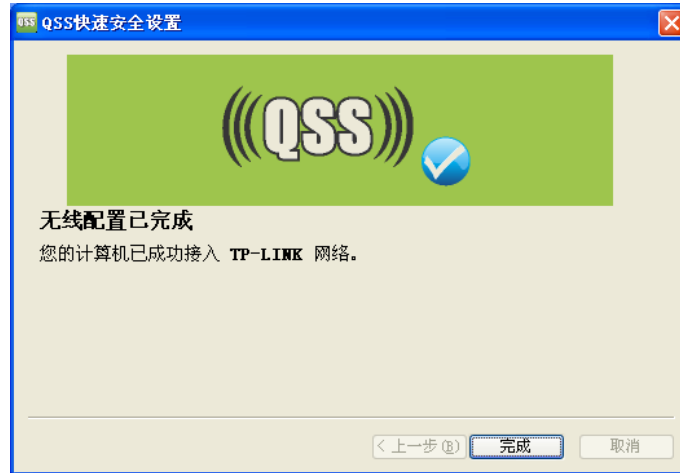 QSS QSS快速安全设置
(((QSS)))
无线配置已完成
您的计算机已成功接入 TP-LINK 网络。
< 上一步(B) 完成 取消